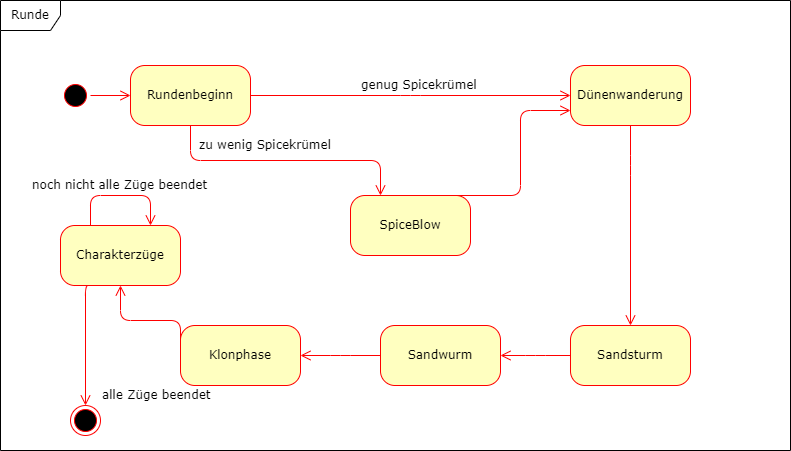 Runde
Rundenbeginn
genug Spicekrümel
Dünenwanderung
zu wenig Spicekrümel
noch nicht alle Züge beendet
SpiceBlow
Charakterzüge
Klonphase
Sandwurm
Sandsturm
alle Züge beendet